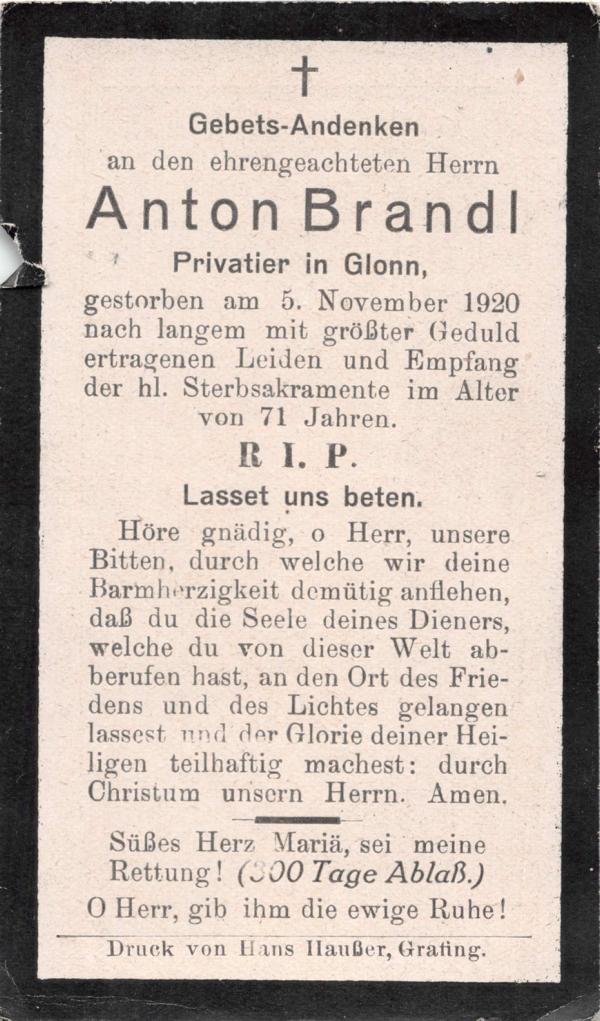 Gebets-Andenken
an den ehrengeachteten Herrn
Anton Brandl
Privatier in Glonn,
gestorben am 5. November 1920
nach langem mit größter Geduld
ertragenen Leiden und Empfang
der hl. Sterbsakramente im Alter
von 71 Jahren.
R I. P.
Lasset uns beten.
Höre gnädig, o Herr, unsere
Bitten, durch welche wir deine
Barmherzigkeit demütig anflehen,
daß du die Seele deines Dieners,
welche du von dieser Welt ab-
berufen hast, an den Ort des Frie-
dens und des Lichtes gelangen
lassest und der Glorie deiner Hei-
ligen teilhaftig machest: durch
Christum unsern Herrn. Amen.
Süßes Herz Mariä, sei meine
Rettung! (300 Tage Ablaß.)
O Herr, gib ihm die ewige Ruhe!
Druck von Hans Haußer, Grafing.